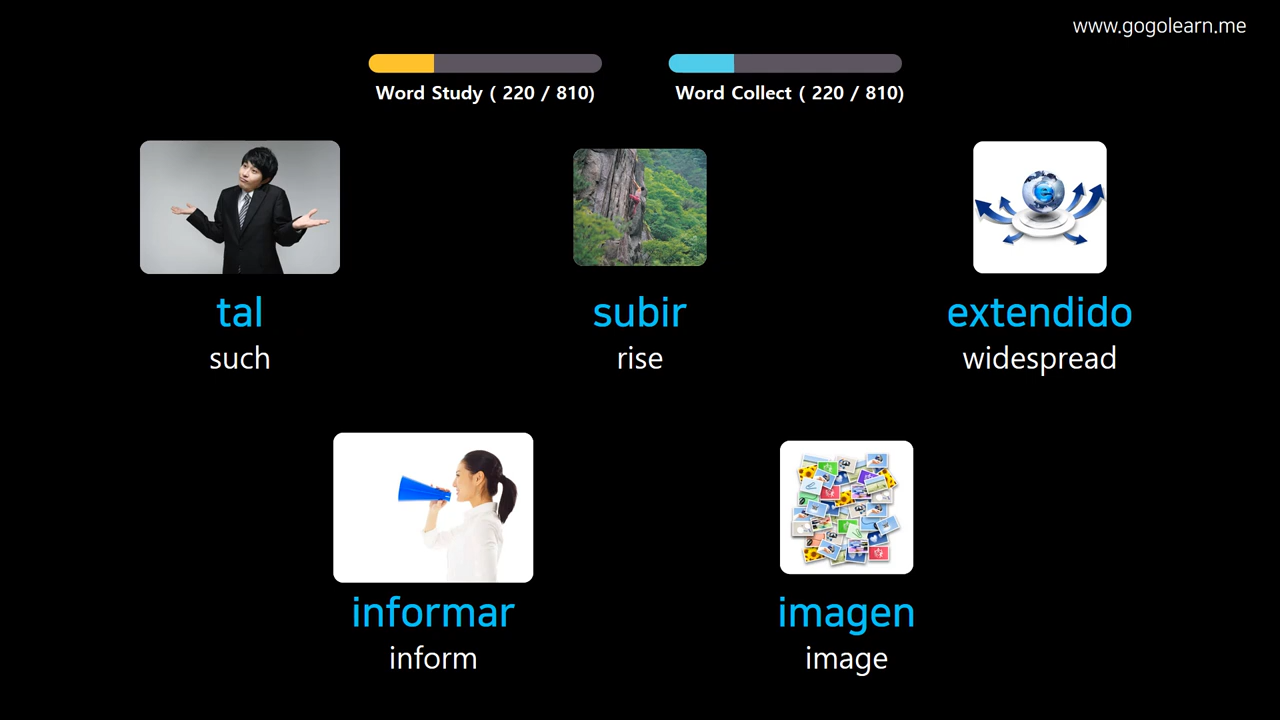 www.gogolearn.me
Word Study ( 220 / 810)
Word Collect ( 220 / 810)
tal
such
subir
rise
extendido
widespread
informar
inform
imagen
image